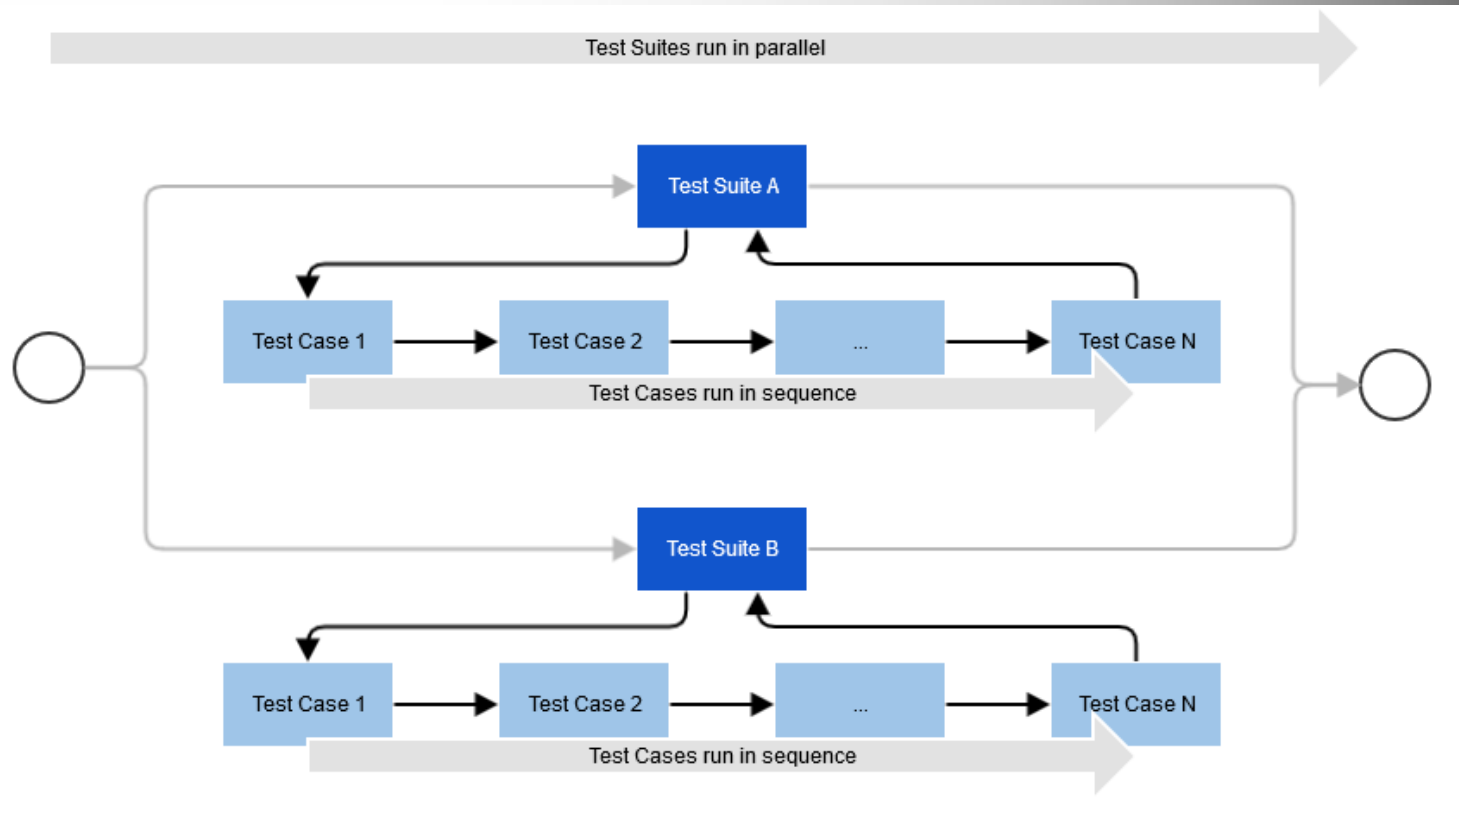 Test Suites run in parallel
Test Suite A
Test Case 1
Test Case 2
...
Test Case N
Test Cases run in sequence
Test Suite B
Test Case 1
Test Case 2
...
Test Case N
Test Cases run in sequence